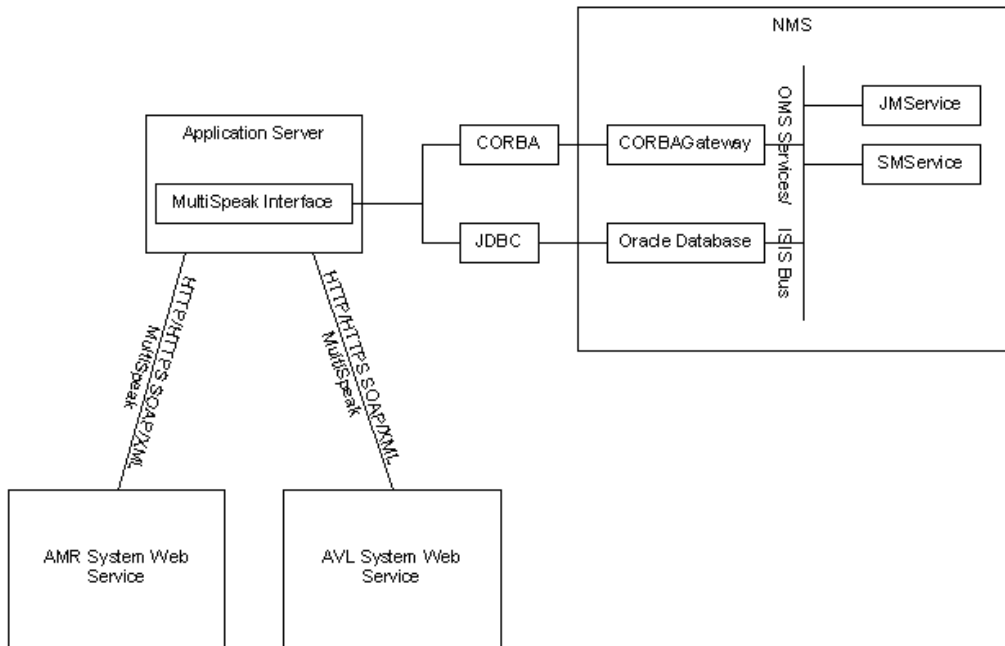 NMS
Application Server
MultiSpeak Interface
CORBA
JDBC
CORBAGateway
Oracle Database
OMS Services/
ISIS Bus
JMService
SMService
HTTP/HTTPS SOAP/XML
MultiSpeak
HTTP/HTTPS SOAP/XML
MultiSpeak
AMR System Web
Service
AVL System Web
Service